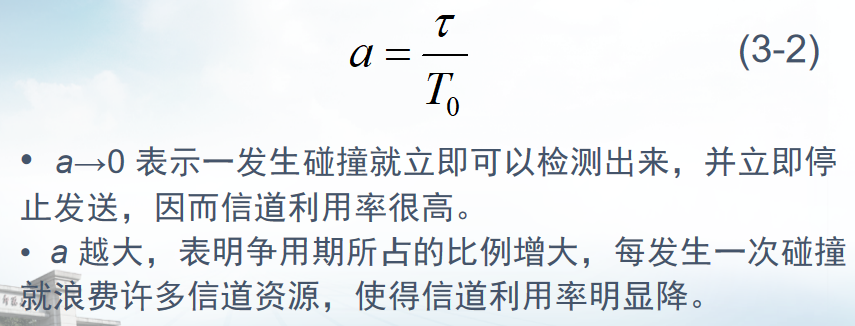 a = τ / T₀ (3-2)
• a→0 表示一发生碰撞就立即可以检测出来，并立即停
止发送，因而信道利用率很高。
• a 越大，表明争用期所占的比例增大，每发生一次碰撞
就浪费许多信道资源，使得信道利用率明显降。